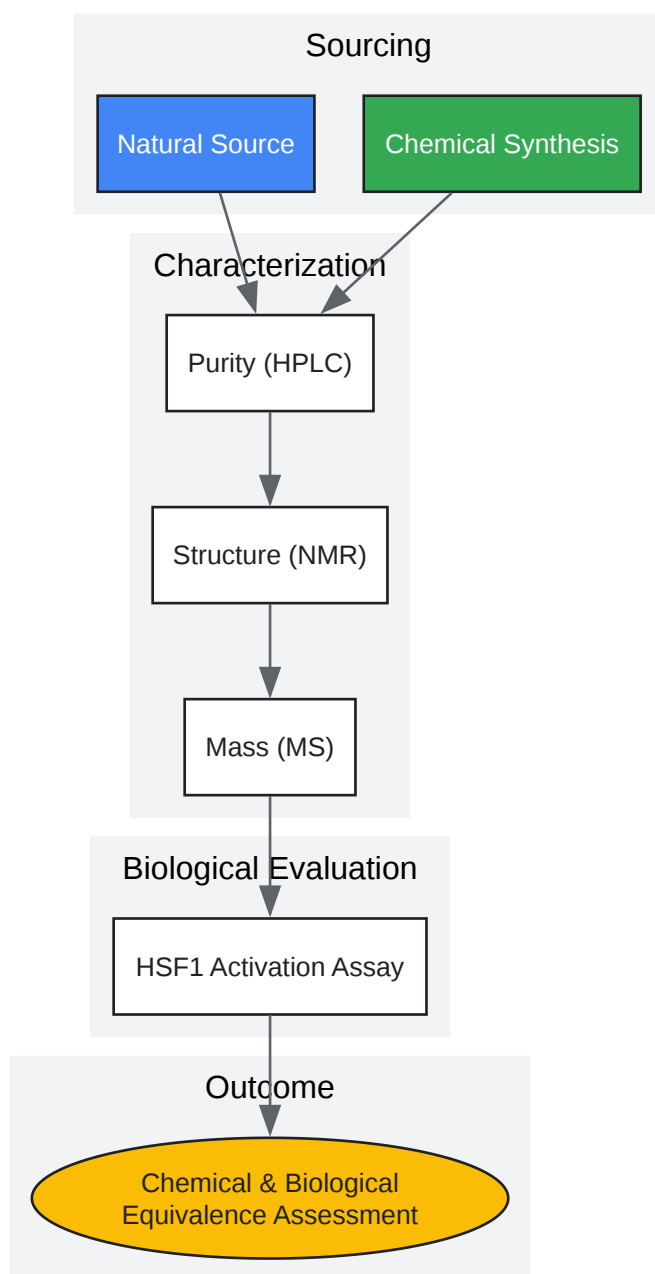 Sourcing
Natural Source
Chemical Synthesis
Characterization
Purity (HPLC)
Structure (NMR)
Mass (MS)
Biological Evaluation
HSF1 Activation Assay
Outcome
Chemical & Biological
Equivalence Assessment